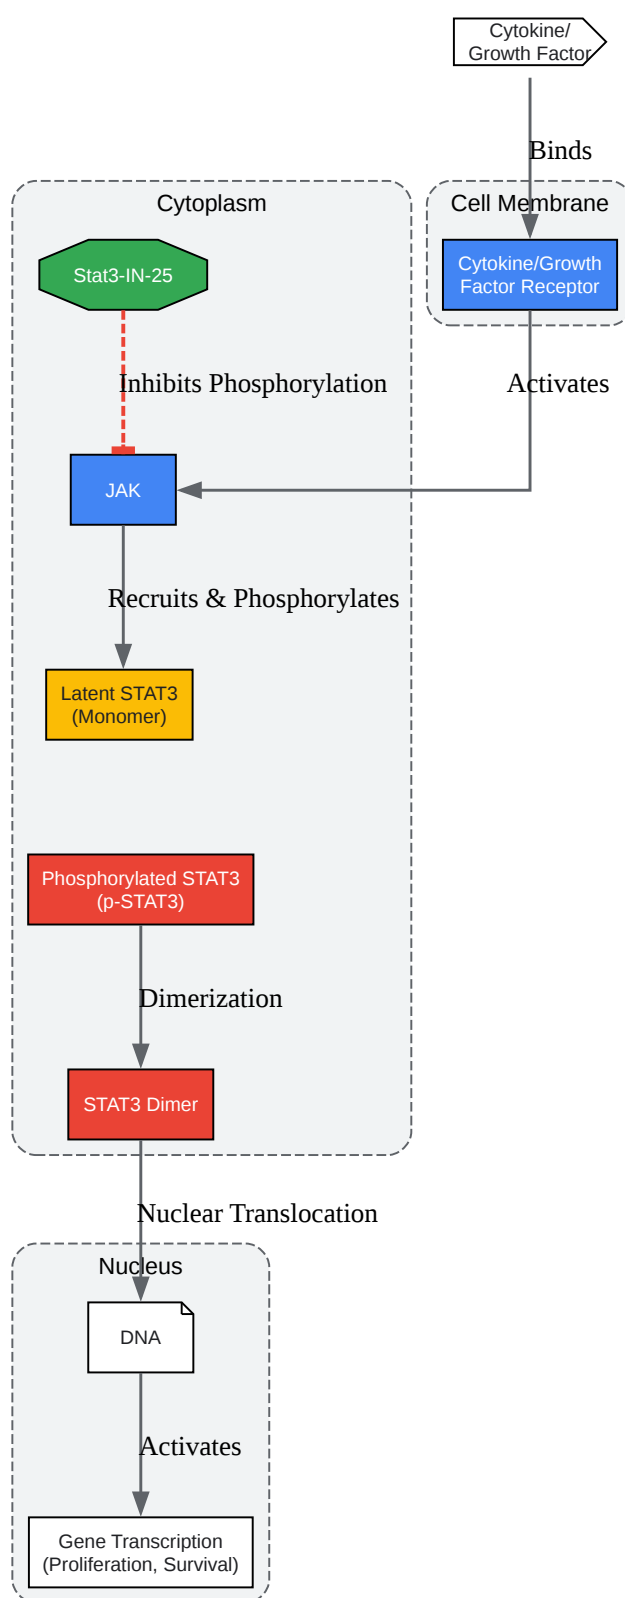 Cytokine/
Growth Factor
Binds
Cytoplasm
Cell Membrane
Stat3-IN-25
Cytokine/Growth
Factor Receptor
Inhibits Phosphorylation
Activates
JAK
Recruits & Phosphorylates
Latent STAT3
(Monomer)
Phosphorylated STAT3
(p-STAT3)
Dimerization
STAT3 Dimer
Nuclear Translocation
Nucleus
DNA
Activates
Gene Transcription
(Proliferation, Survival)